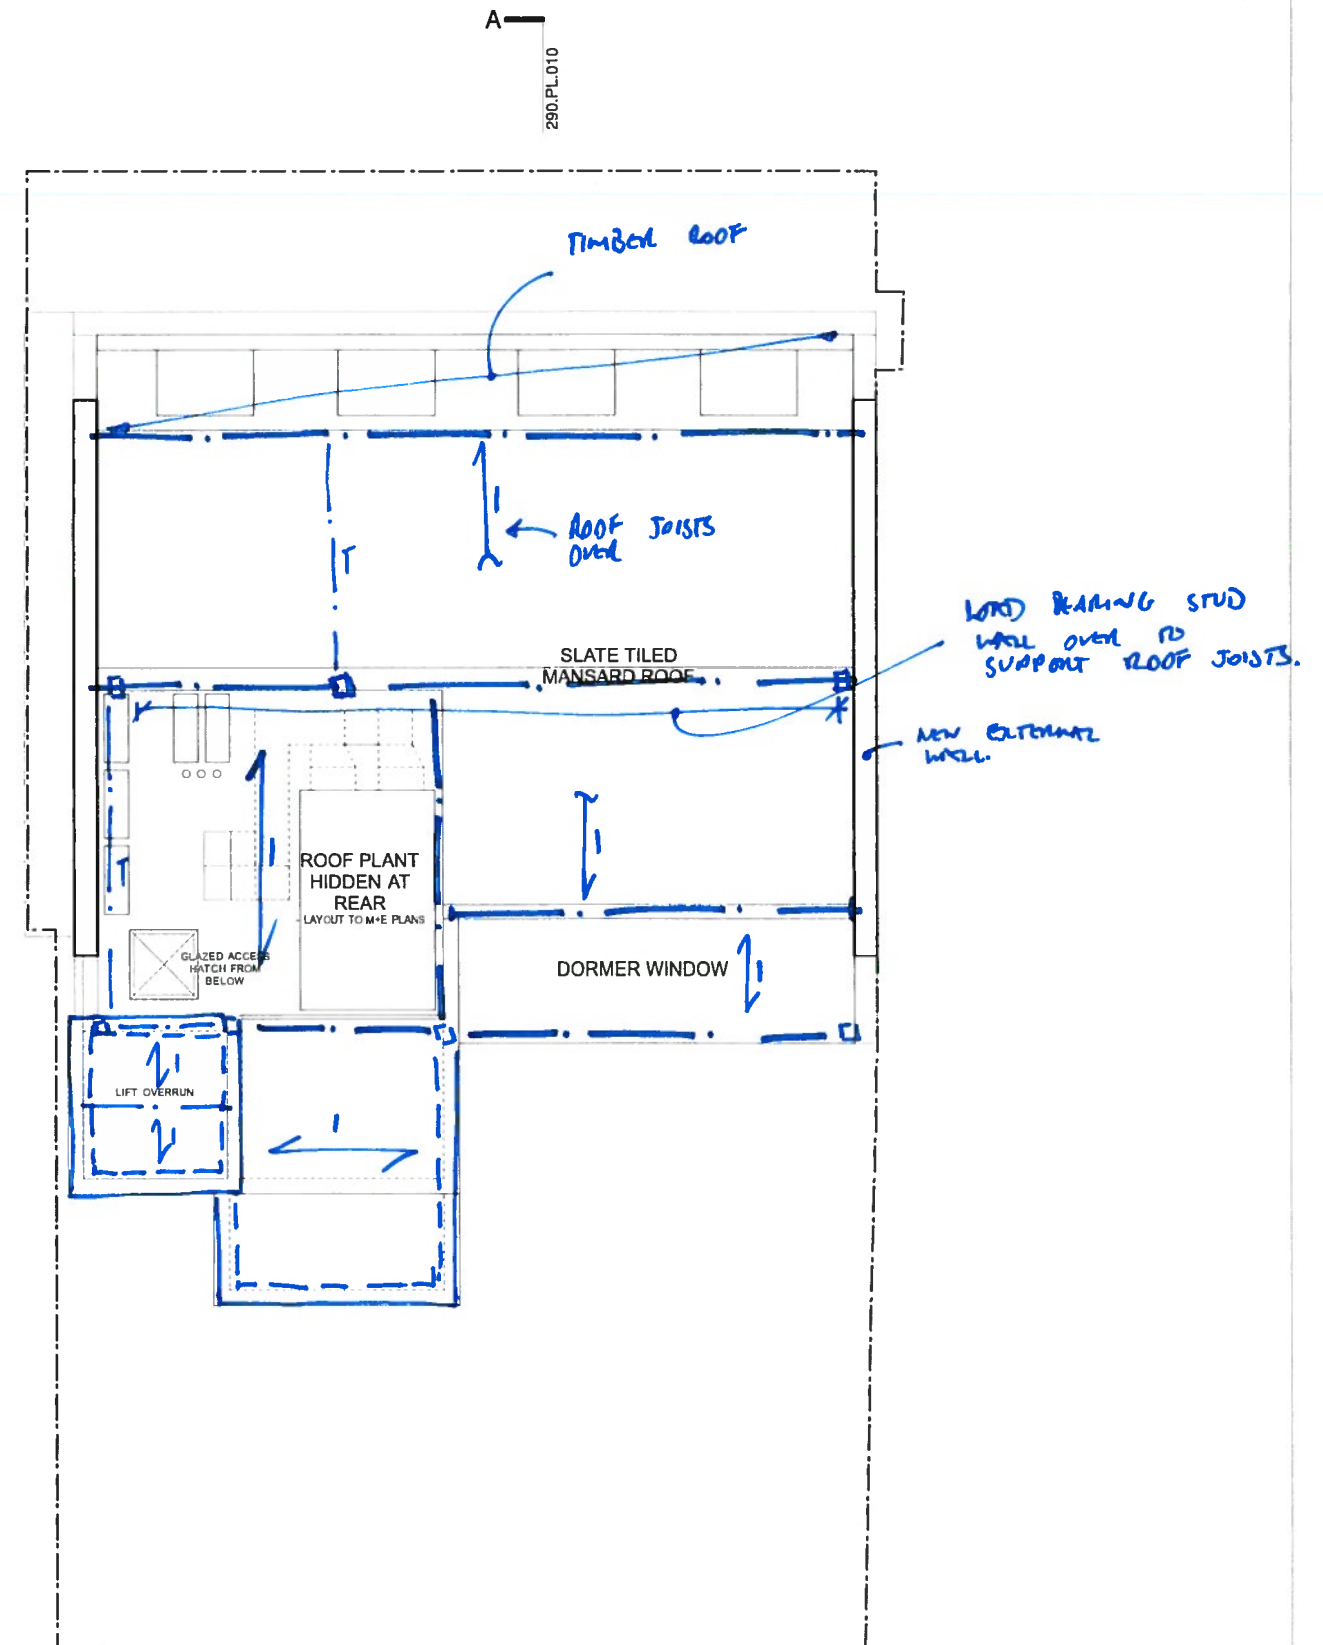 A
290.PL.010
TIMBER ROOF
ROOF JOISTS
OVER
T
LOAD BEARING STUD
WALL OVER TO
SUPPORT ROOF JOISTS.
SLATE TILED
MANSARD ROOF
NEW EXTERNAL
WALL.
ROOF PLANT
HIDDEN AT
REAR
LAYOUT TO M+E PLANS
T
GLAZED ACCESS
HATCH FROM
BELOW
DORMER WINDOW
LIFT OVERRUN